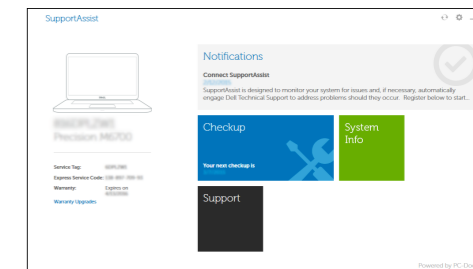 SupportAssist
Notifications
Connect SupportAssist
SupportAssist is designed to monitor your system for issues and, if necessary, automatically
engage Dell Technical Support to address problems should they occur. Register below to start...
Precision M6700
Checkup
System
Info
Your next checkup is
Service Tag:
Express Service Code:
Warranty:
Expires on
Warranty Upgrades
Support
Powered by PC-Do